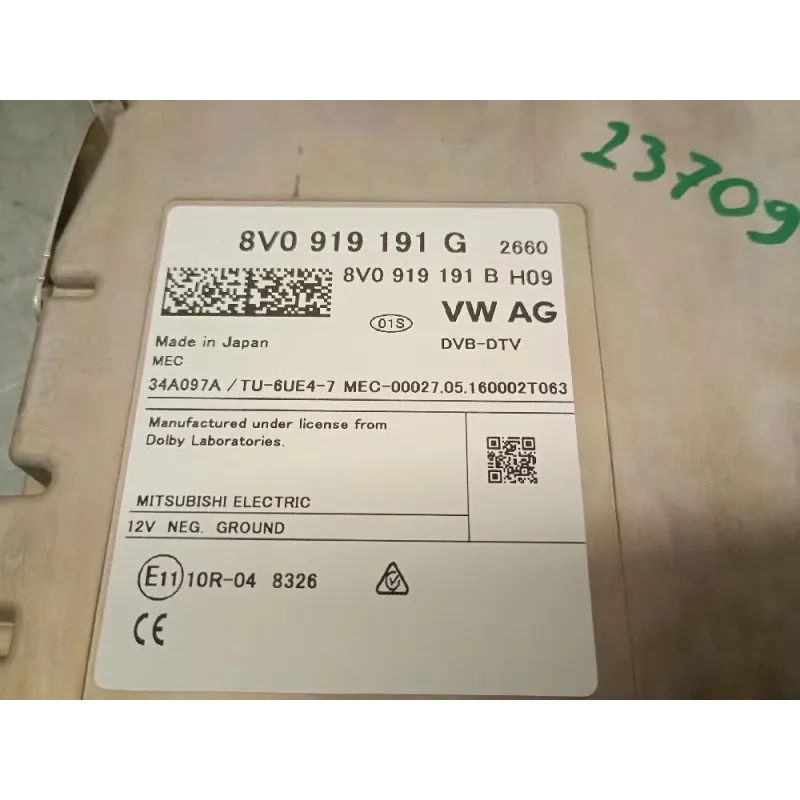 23709
8V0 919 191 G 2660
8V0 919 191 B H09
01S
VW AG
Made in Japan
DVB-DTV
MEC
34A097A / TU-6UE4-7 MEC-00027.05.160002T063
Manufactured under license from
Dolby Laboratories.
MITSUBISHI ELECTRIC
12V NEG. GROUND
E11 10R-04 8326
CE